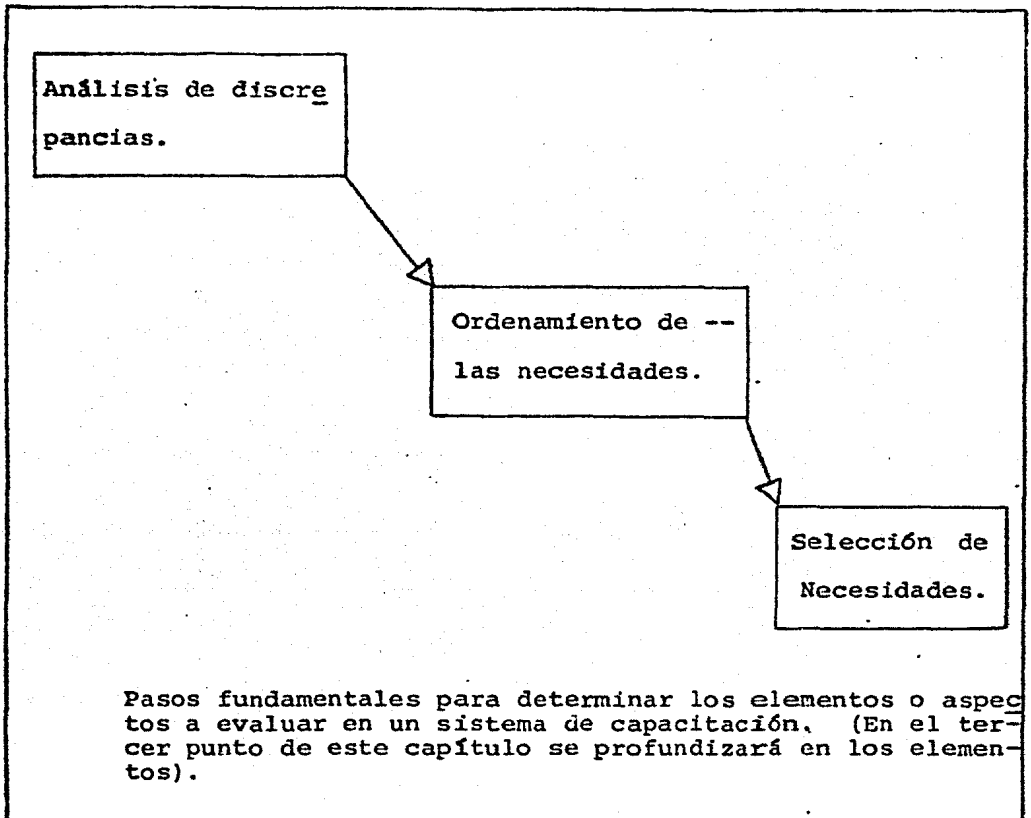 Análisis de discre
pancias.
Ordenamiento de --
las necesidades.
Selección de
Necesidades.
Pasos fundamentales para determinar los elementos o aspec
tos a evaluar en un sistema de capacitación. (En el ter-
cer punto de este capítulo se profundizará en los elemen-
tos).